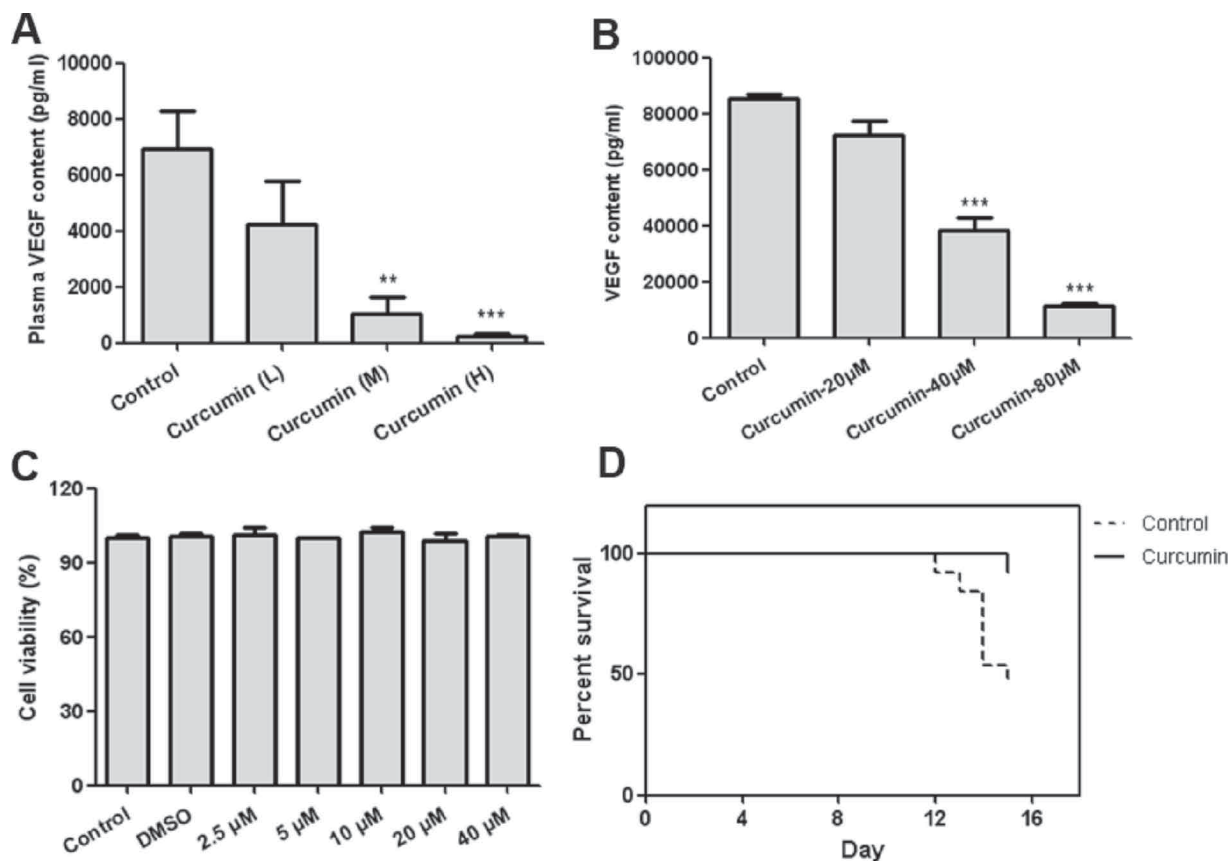 A
Plasma VEGF content (pg/ml)
10000
8000
6000
4000
2000
0
**
***
Control
Curcumin (L)
Curcumin (M)
Curcumin (H)
B
VEGF content (pg/ml)
100000
80000
60000
40000
20000
0
***
***
Control
Curcumin-20μM
Curcumin-40μM
Curcumin-80μM
C
Cell viability (%)
120
90
60
30
0
Control
DMSO
2.5 μM
5 μM
10 μM
20 μM
40 μM
D
Percent survival
100
50
0
0 4 8 12 16
Day
Control
Curcumin